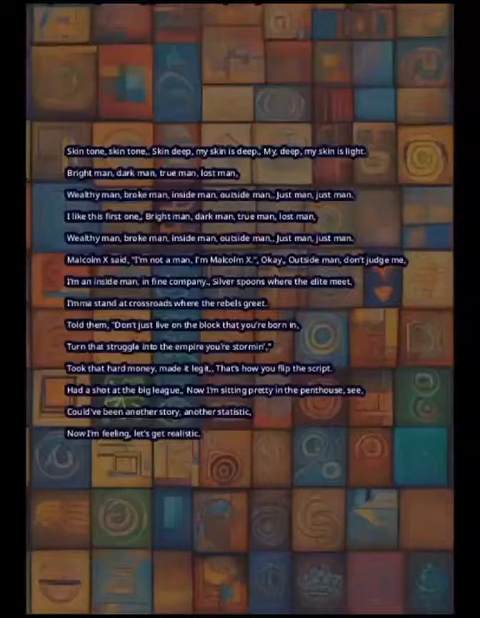 Skin tone, skin tone,, Skin deep, my skin is deep,, My, deep, my skin is light.
Bright man, dark man, true man, lost man,
Wealthy man, broke man, inside man, outside man,, Just man, just man.
I like this first one,, Bright man, dark man, true man, lost man,
Wealthy man, broke man, inside man, outside man,, Just man, just man.
Malcolm X said, "I'm not a man, I'm Malcolm X.", Okay,, Outside man, don't judge me,
I'm an inside man, in fine company,, Silver spoons where the elite meet,
I'mma stand at crossroads where the rebels greet.
Told them, "Don't just live on the block that you're born in,
Turn that struggle into the empire you're stormin',"
Took that hard money, made it legit,, That's how you flip the script.
Had a shot at the big league,, Now I'm sitting pretty in the penthouse, see,
Could've been another story, another statistic,
Now I'm feeling, let's get realistic.